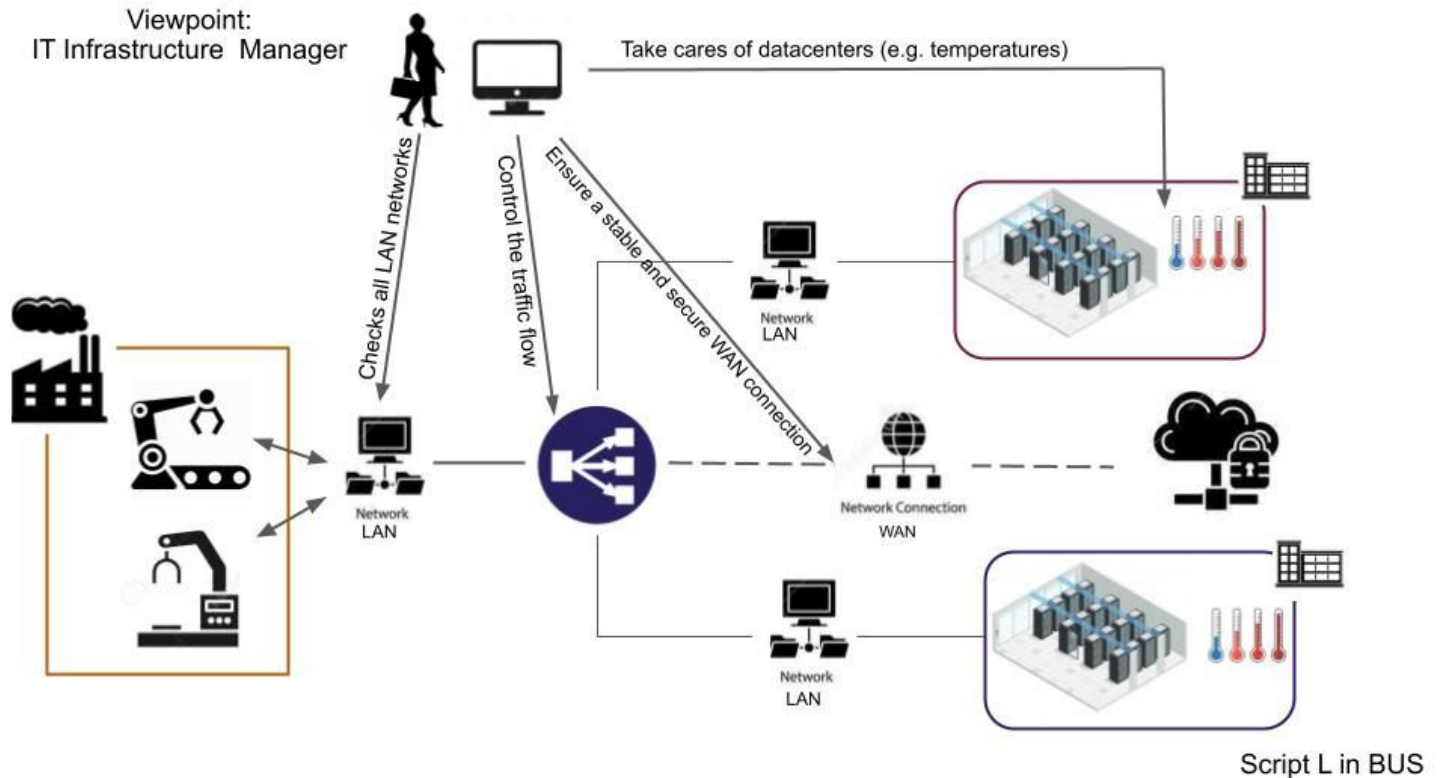 Viewpoint:
IT Infrastructure Manager
Take cares of datacenters (e.g. temperatures)
Checks all LAN networks
Control the traffic flow
Ensure a stable and secure WAN connection
Network
LAN
Network
LAN
Network Connection
WAN
Network
LAN
Script L in BUS